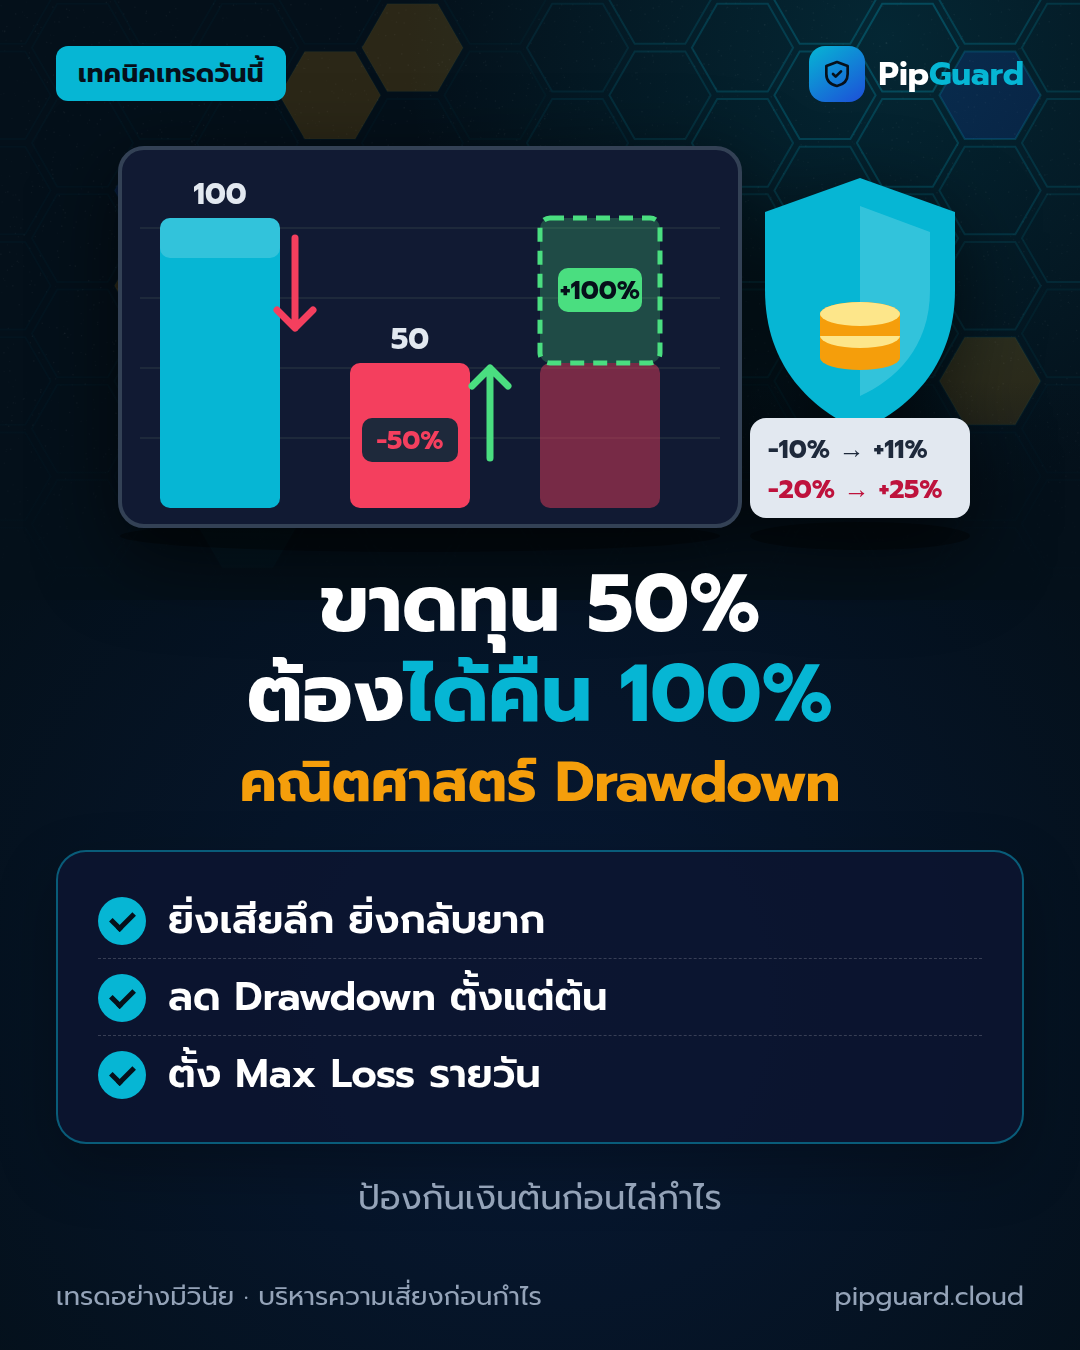 เทคนิคเทรดวันนี้
PipGuard
100
50
-50%
+100%
-10% → +11%
-20% → +25%
ขาดทุน 50%
ต้องได้คืน 100%
คณิตศาสตร์ Drawdown
ยิ่งเสียลึก ยิ่งกลับยาก
ลด Drawdown ตั้งแต่ต้น
ตั้ง Max Loss รายวัน
ป้องกันเงินต้นก่อนไล่กำไร
เทรดอย่างมีวินัย · บริหารความเสี่ยงก่อนกำไร
pipguard.cloud